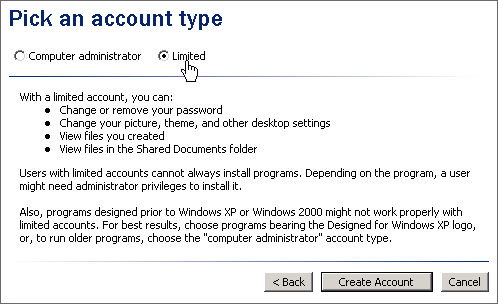 Pick an account type
Computer administrator Limited
With a limited account, you can:
• Change or remove your password
• Change your picture, theme, and other desktop settings
• View files you created
• View files in the Shared Documents folder
Users with limited accounts cannot always install programs. Depending on the program, a user
might need administrator privileges to install it.
Also, programs designed prior to Windows XP or Windows 2000 might not work properly with
limited accounts. For best results, choose programs bearing the Designed for Windows XP logo,
or, to run older programs, choose the "computer administrator" account type.
< Back Create Account Cancel